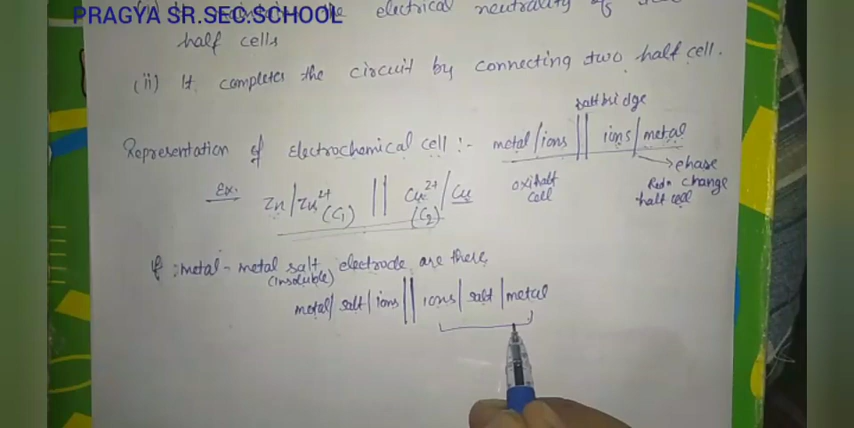 PRAGYA SR.SEC.SCHOOL
the electrical neutrality of
half cells
(ii) It completes the circuit by connecting two half cell.
salt bridge
Representation of Electrochemical cell :- metal/ions || ions/metal
→ phase change
oxi half cell
Redn half cell
Ex. Zn/Zn2+ (C1) || Cu2+ (C2) / Cu
If : metal - metal salt electrode are there
(insoluble)
metal/ salt/ ions || ions| salt |metal